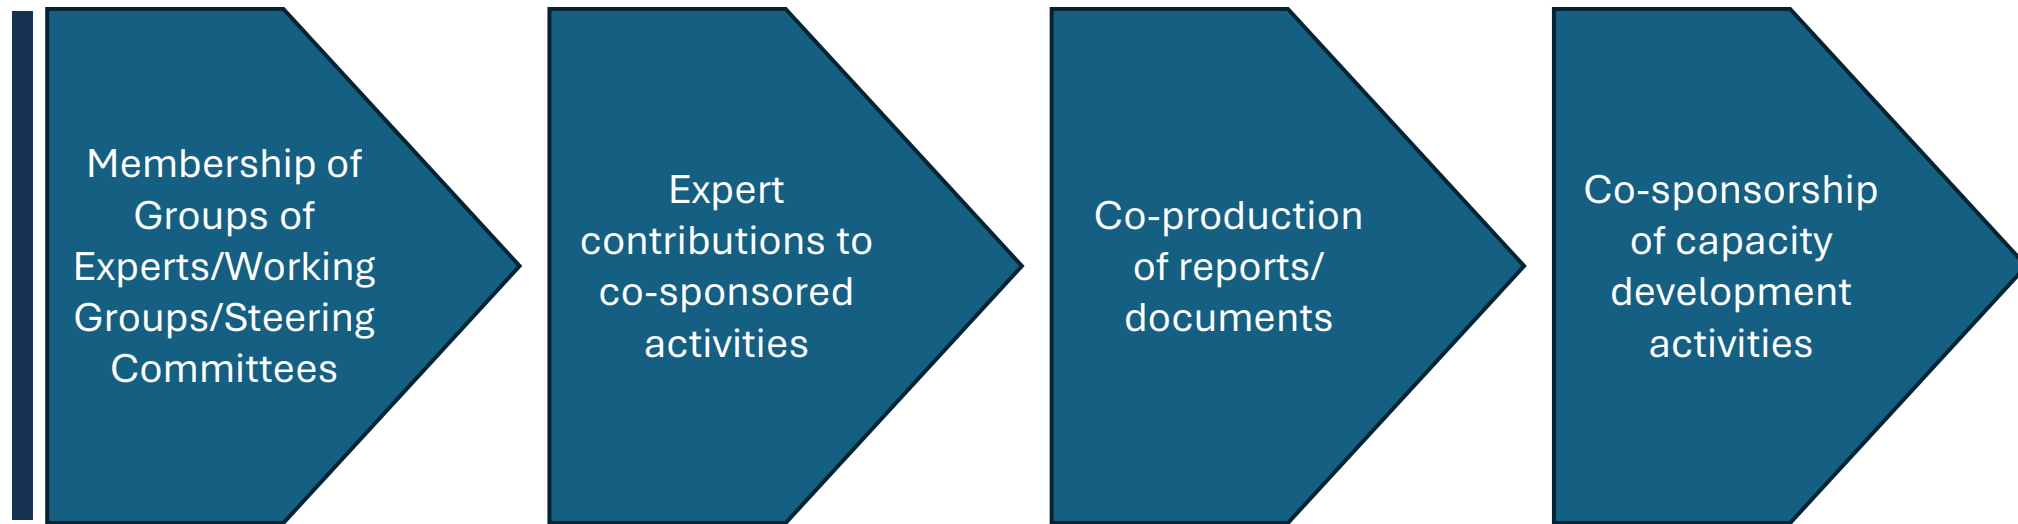 Membership of
Groups of
Experts/Working
Groups/Steering
Committees
Expert
contributions to
co-sponsored
activities
Co-production
of reports/
documents
Co-sponsorship
of capacity
development
activities